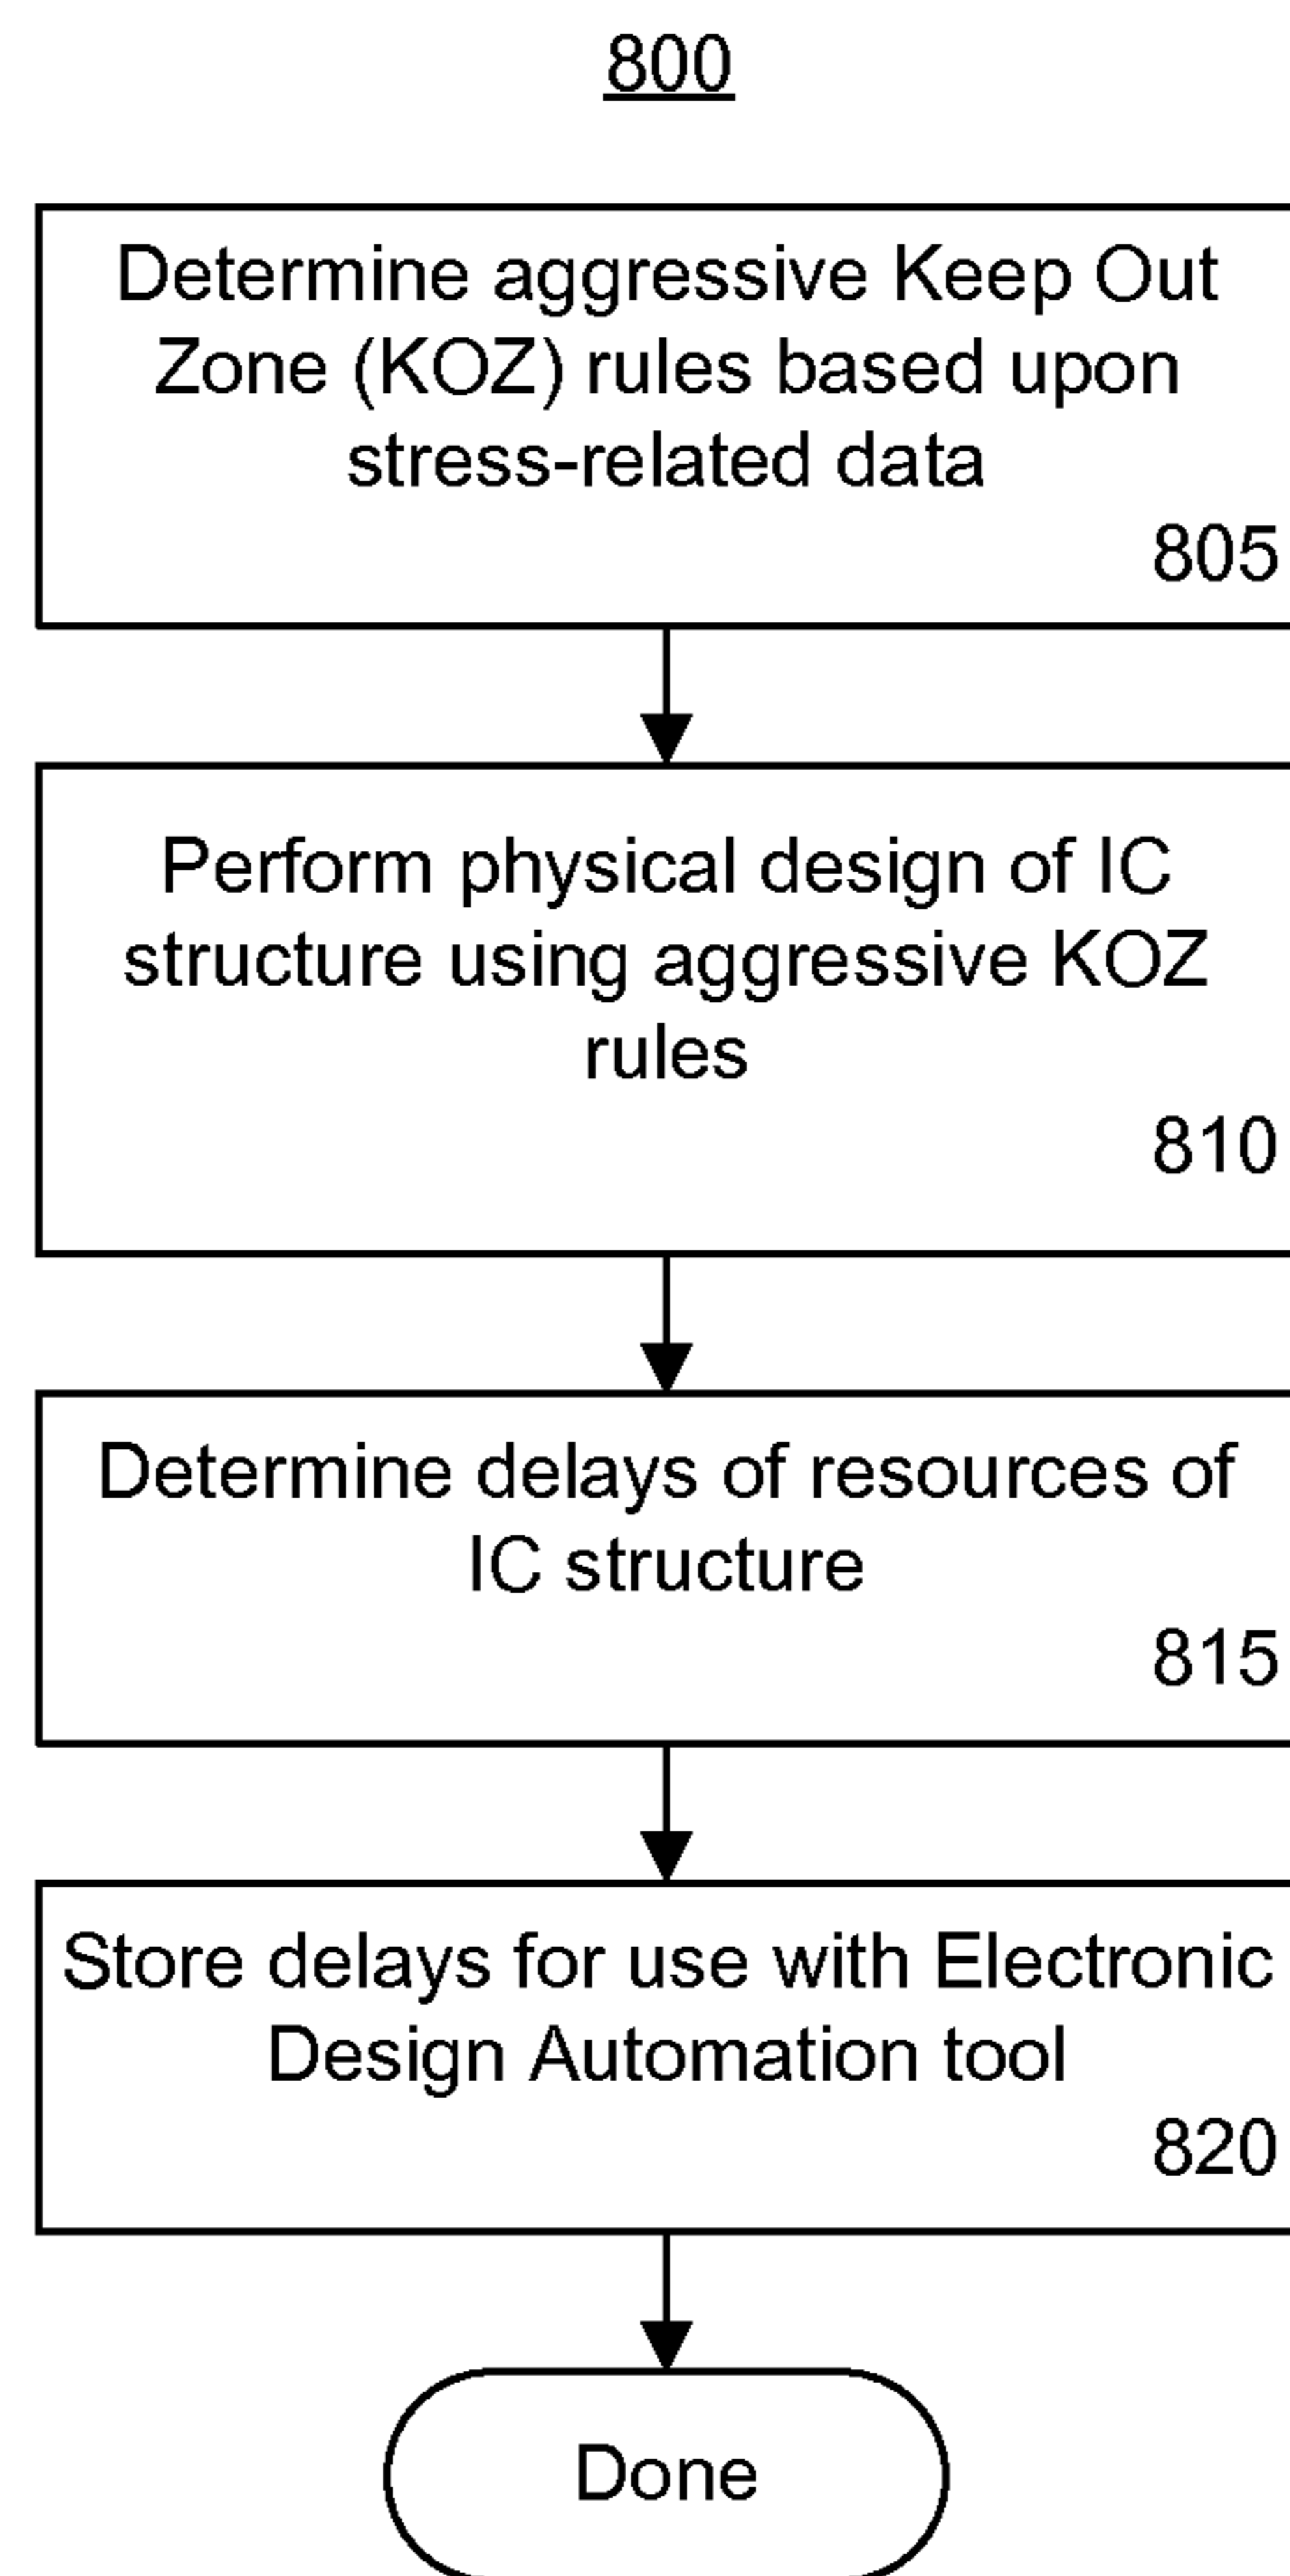 800
Determine aggressive Keep Out
Zone (KOZ) rules based upon
stress-related data
805
Perform physical design of IC
structure using aggressive KOZ
rules
810
Determine delays of resources of
IC structure
815
Store delays for use with Electronic
Design Automation tool
820
Done